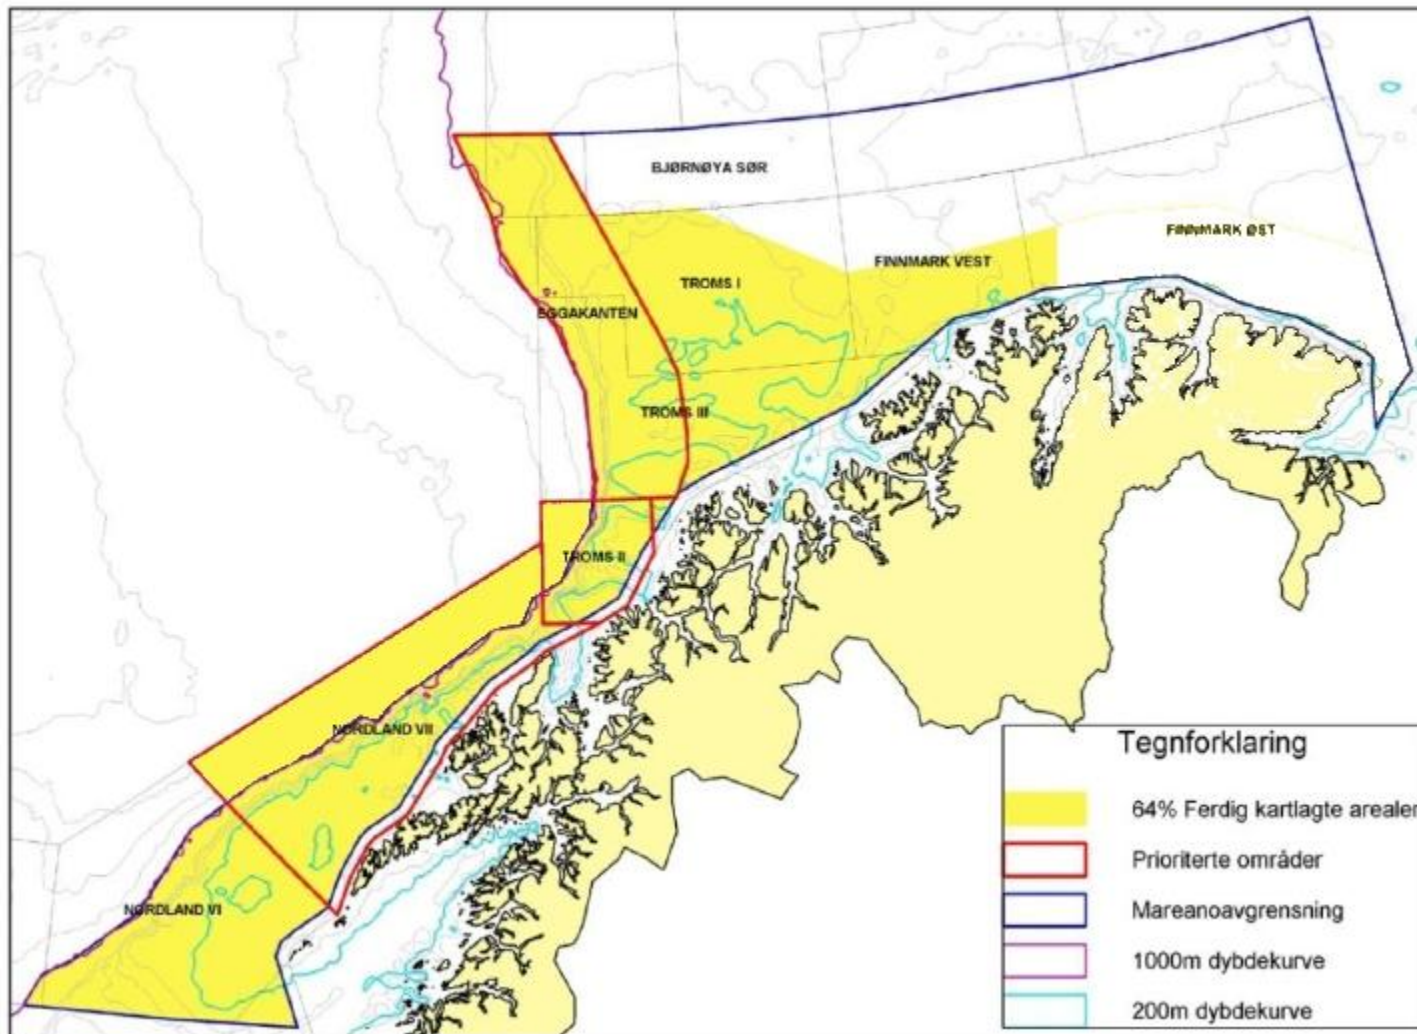 BJØRNØYA SØR
FINNMARK ØST
FINNMARK VEST
TROMS I
EGGAKANTEN
TROMS III
TROMS II
NORDLAND VII
NORDLAND VI
Tegnforklaring
64% Ferdig kartlagte arealer
Prioriterte områder
Mareanoavgrensning
1000m dybdekurve
200m dybdekurve